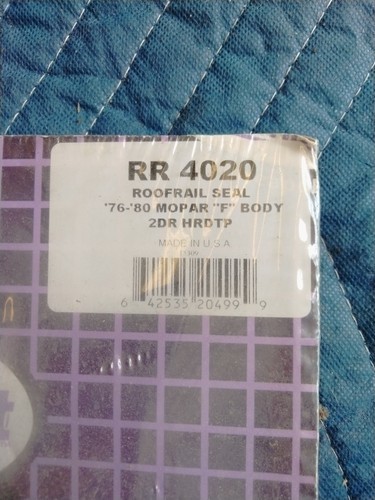 RR 4020
ROOFRAIL SEAL
'76-'80 MOPAR "F" BODY
2DR HRDTP
MADE IN U.S.A
6 42535 20499 9
t